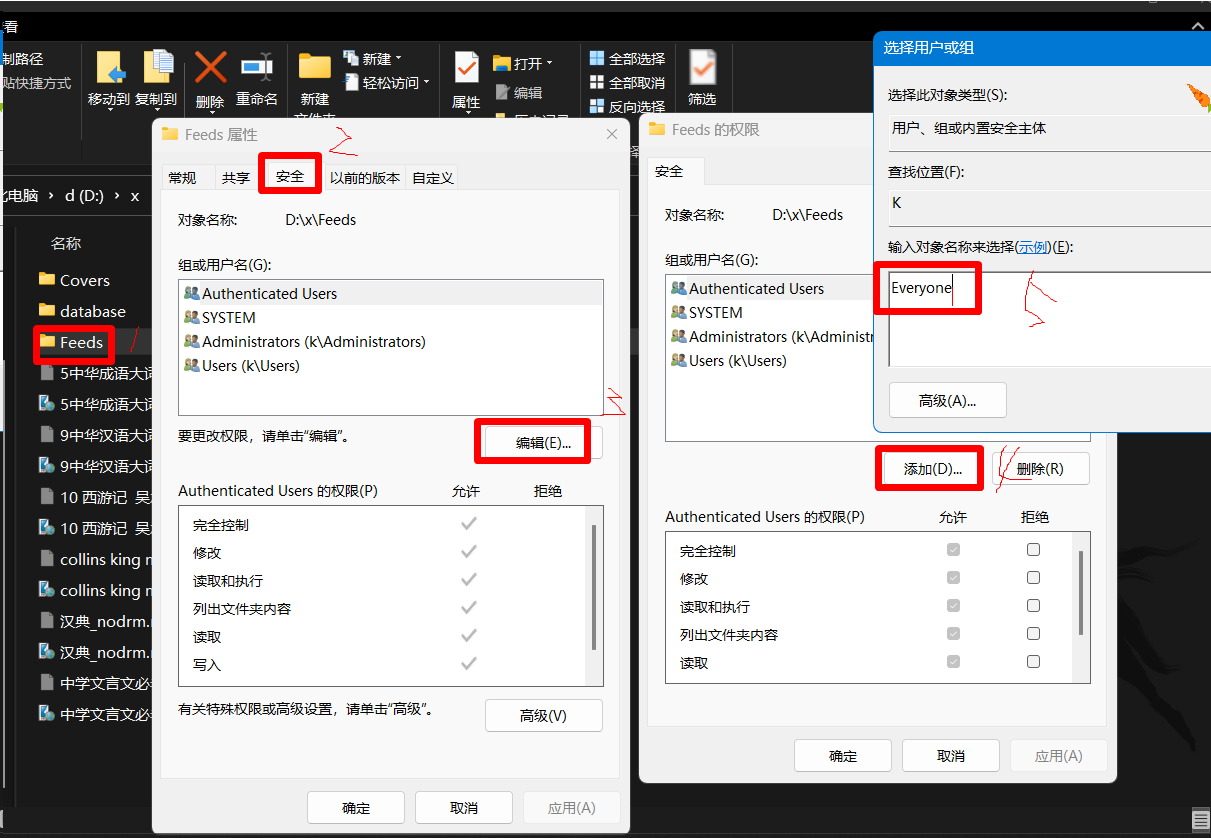 看
制路径
贴快捷方式
移动到 复制到 删除 重命名
新建
新建
轻松访问
属性
打开
编辑
全部选择
全部取消
反向选择
筛选
此电脑 › d (D:) › x
名称
Covers
database
Feeds
5中华成语大词
5中华成语大词
9中华汉语大词
9中华汉语大词
10 西游记 吴
10 西游记 吴
collins king
collins king
汉典_nodrm.
汉典_nodrm.
中学文言文必
中学文言文必
Feeds 属性
2
常规 共享 安全 以前的版本 自定义
对象名称: D:\x\Feeds
组或用户名(G):
Authenticated Users
SYSTEM
Administrators (k\Administrators)
Users (k\Users)
3
要更改权限，请单击“编辑”。
编辑(E)...
Authenticated Users 的权限(P) 允许 拒绝
完全控制
修改
读取和执行
列出文件夹内容
读取
写入
有关特殊权限或高级设置，请单击“高级”。
高级(V)
确定 取消 应用(A)
Feeds 的权限
安全
对象名称: D:\x\Feeds
组或用户名(G):
Authenticated Users
SYSTEM
Administrators (k\Administr
Users (k\Users)
添加(D)... 删除(R)
Authenticated Users 的权限(P) 允许 拒绝
完全控制
修改
读取和执行
列出文件夹内容
读取
确定 取消 应用(A)
选择用户或组
选择此对象类型(S):
用户、组或内置安全主体
查找位置(F):
K
输入对象名称来选择(示例)(E):
Everyone
高级(A)...